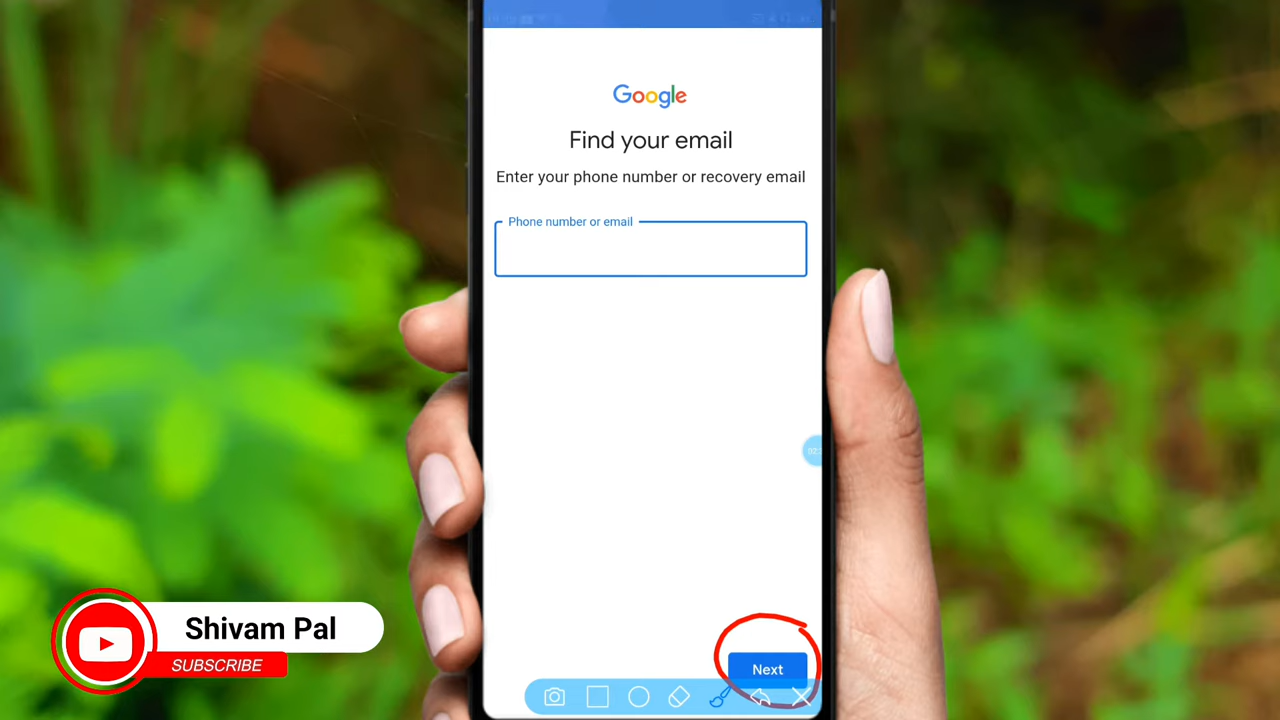 Google
Find your email
Enter your phone number or recovery email
Phone number or email
Shivam Pal
SUBSCRIBE
Next